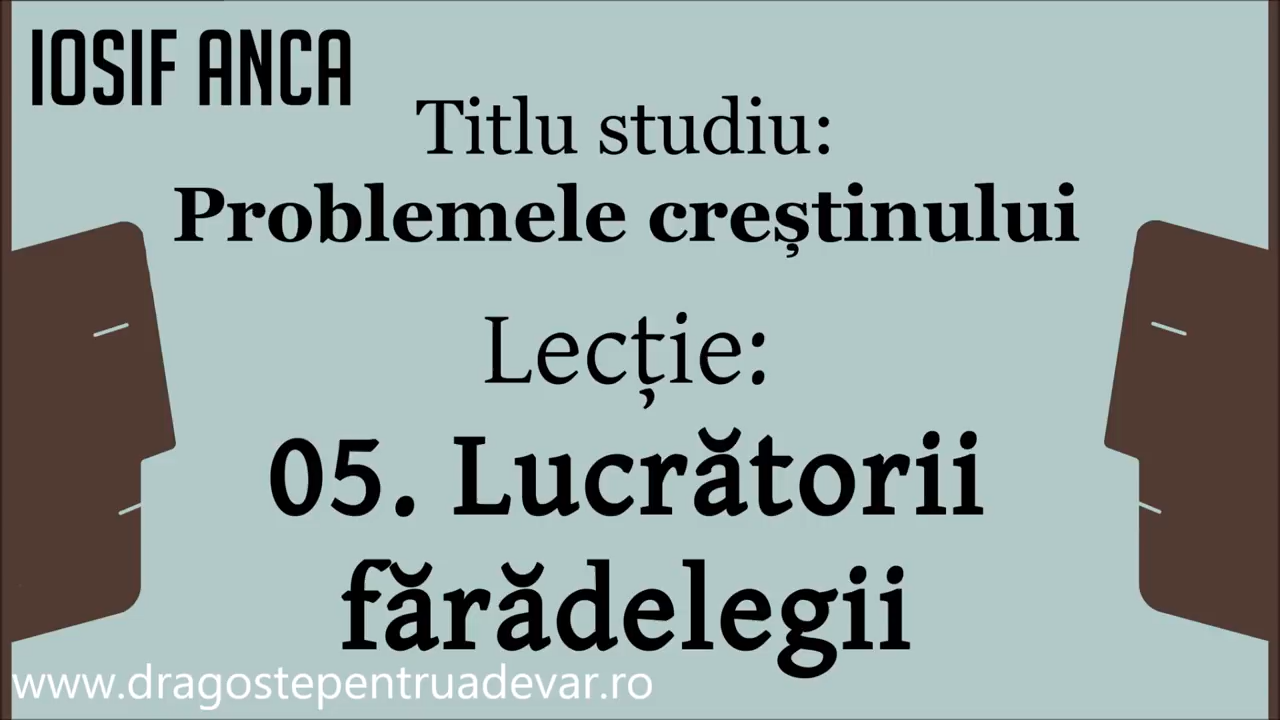 IOSIF ANCA
Titlu studiu:
Problemele creștinului
Lecție:
05. Lucrătorii
fărădelegii
www.dragostepentruadevar.ro